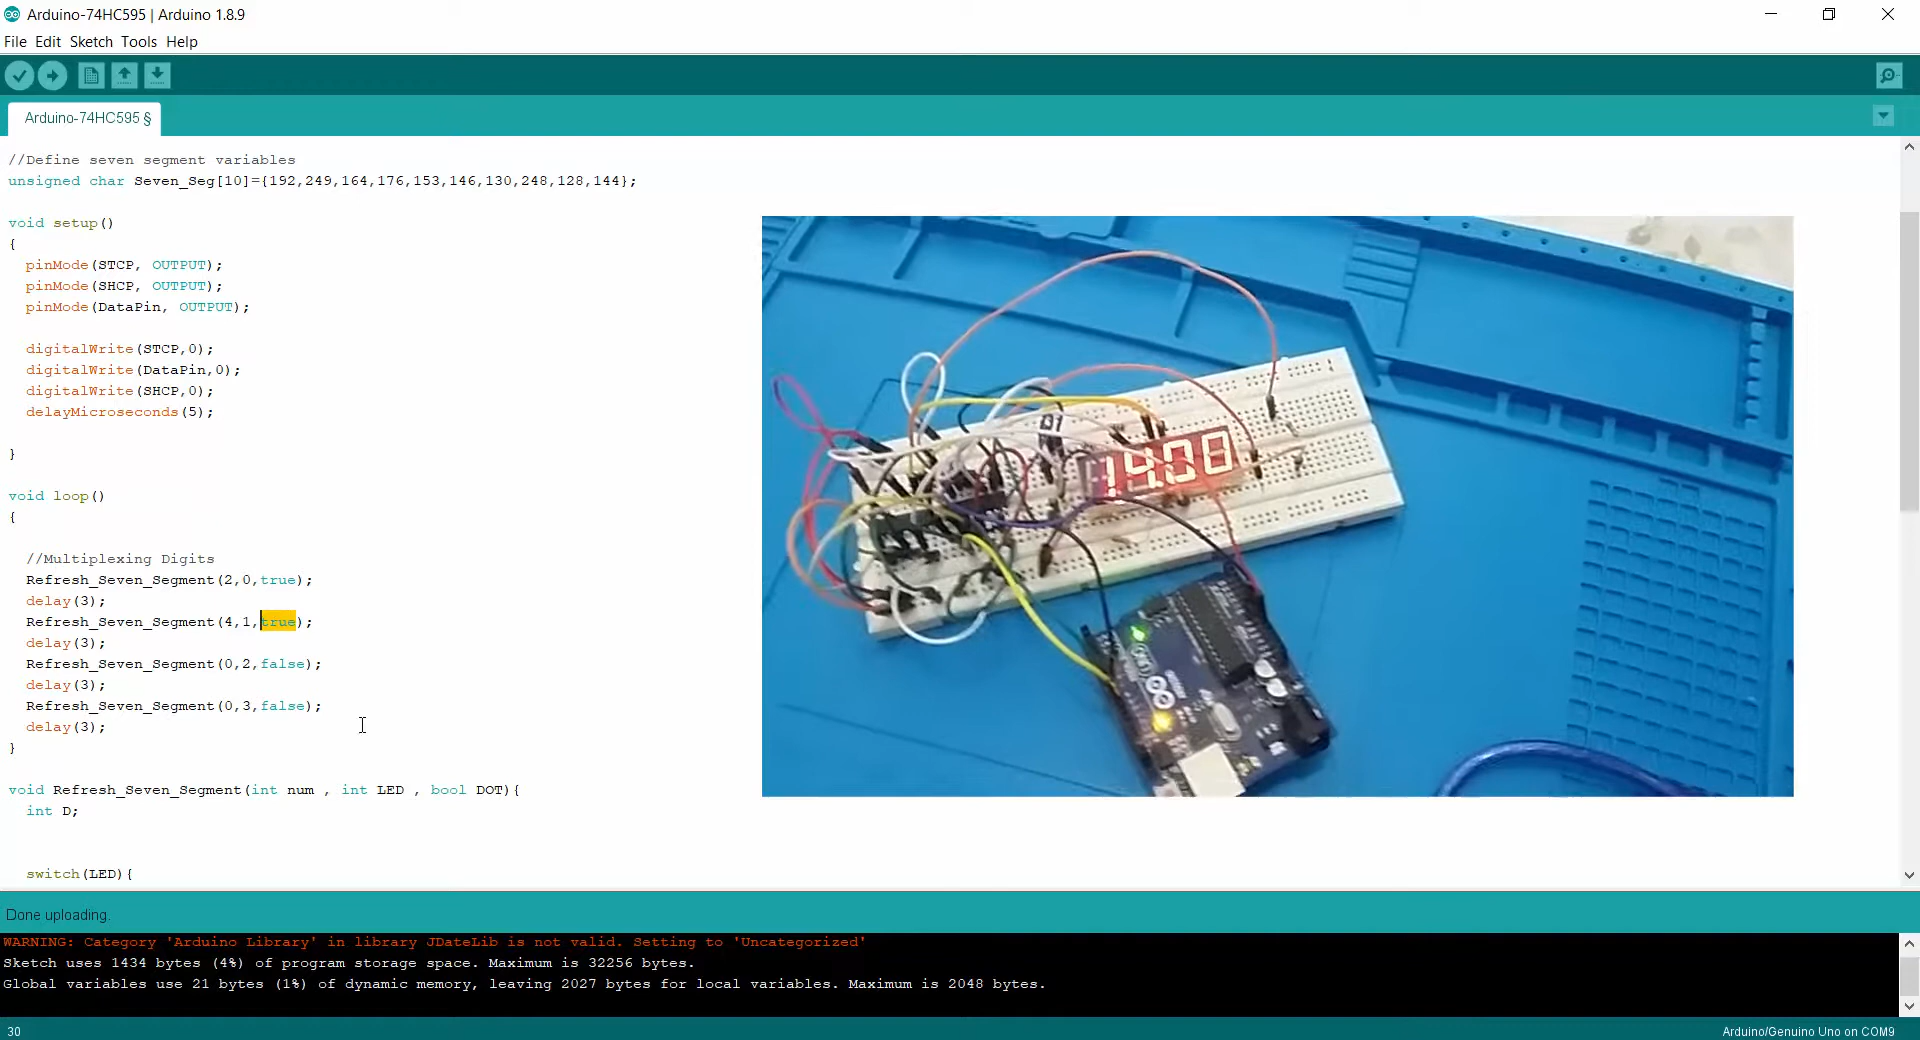 Arduino-74HC595 | Arduino 1.8.9
File Edit Sketch Tools Help
Arduino-74HC595 §
//Define seven segment variables
unsigned char Seven_Seg[10]={192,249,164,176,153,146,130,248,128,144};
void setup()
{
pinMode(STCP, OUTPUT);
pinMode(SHCP, OUTPUT);
pinMode(DataPin, OUTPUT);
digitalWrite(STCP,0);
digitalWrite(DataPin,0);
digitalWrite(SHCP,0);
delayMicroseconds(5);
}
void loop()
{
//Multiplexing Digits
Refresh_Seven_Segment(2,0,true);
delay(3);
Refresh_Seven_Segment(4,1,true);
delay(3);
Refresh_Seven_Segment(0,2,false);
delay(3);
Refresh_Seven_Segment(0,3,false);
delay(3);
}
void Refresh_Seven_Segment(int num , int LED , bool DOT){
int D;
switch(LED){
14.00
Done uploading.
WARNING: Category 'Arduino Library' in library JDateLib is not valid. Setting to 'Uncategorized'
Sketch uses 1434 bytes (4%) of program storage space. Maximum is 32256 bytes.
Global variables use 21 bytes (1%) of dynamic memory, leaving 2027 bytes for local variables. Maximum is 2048 bytes.
30
Arduino/Genuino Uno on COM9